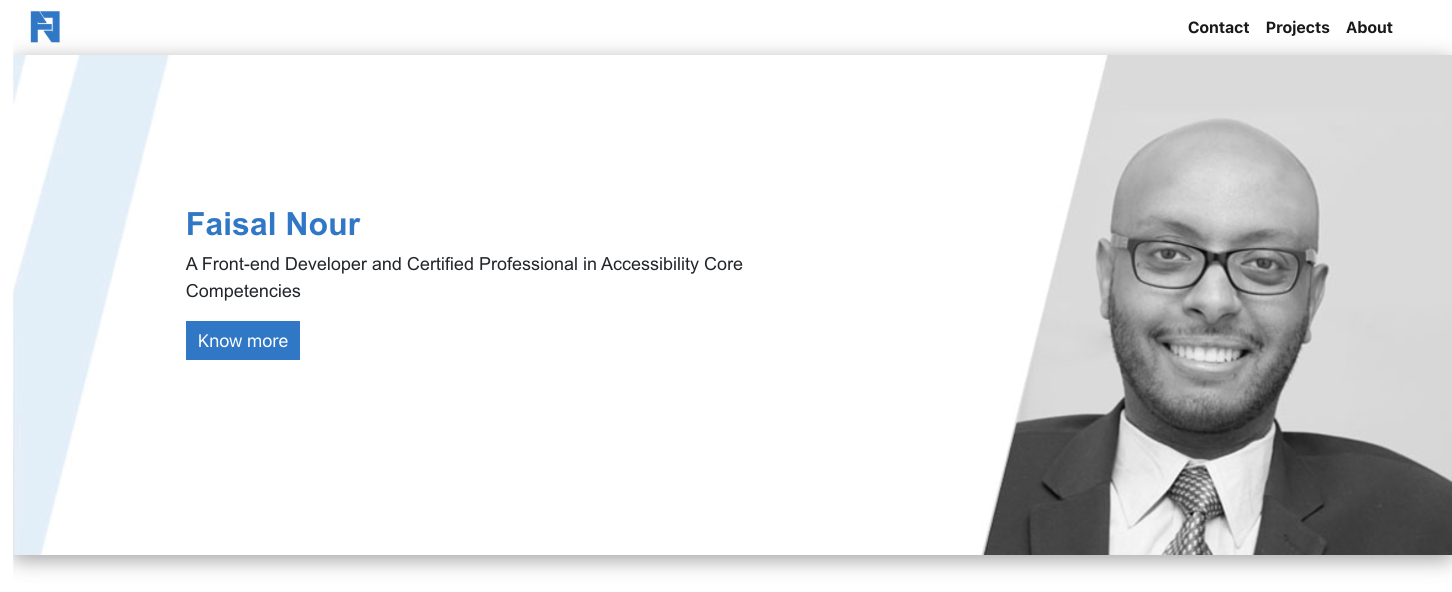 Contact Projects About
Faisal Nour
A Front-end Developer and Certified Professional in Accessibility Core
Competencies
Know more